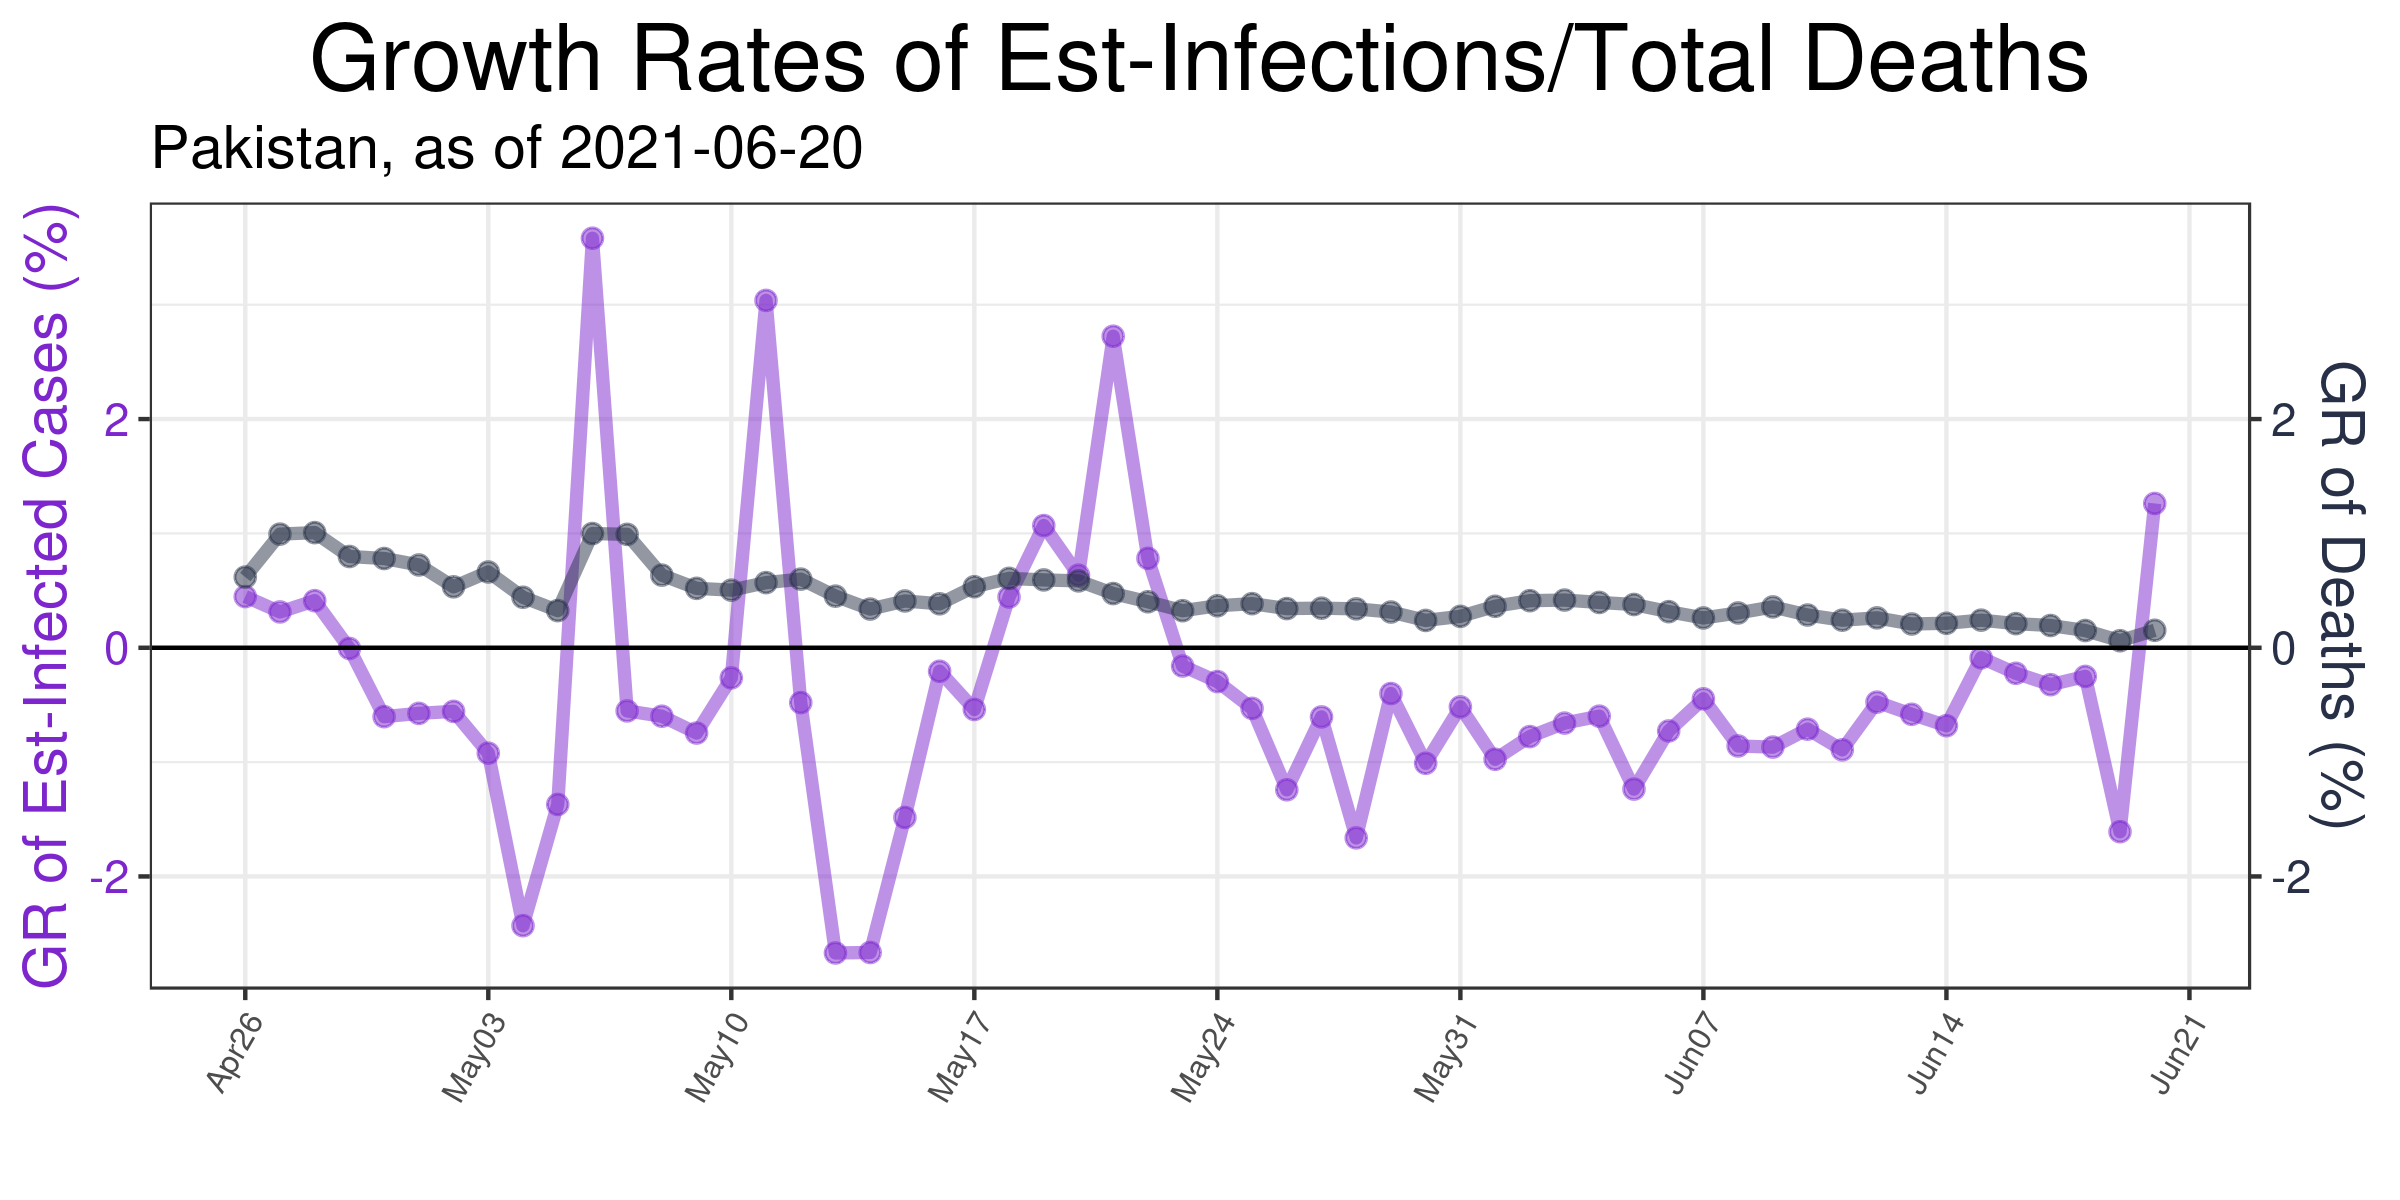 Growth Rates of Est-Infections/Total Deaths
Pakistan, as of 2021-06-20
GR of Est-Infected Cases (%)
2
0
-2
2
0
-2
GR of Deaths (%)
Apr26
May03
May10
May17
May24
May31
Jun07
Jun14
Jun21